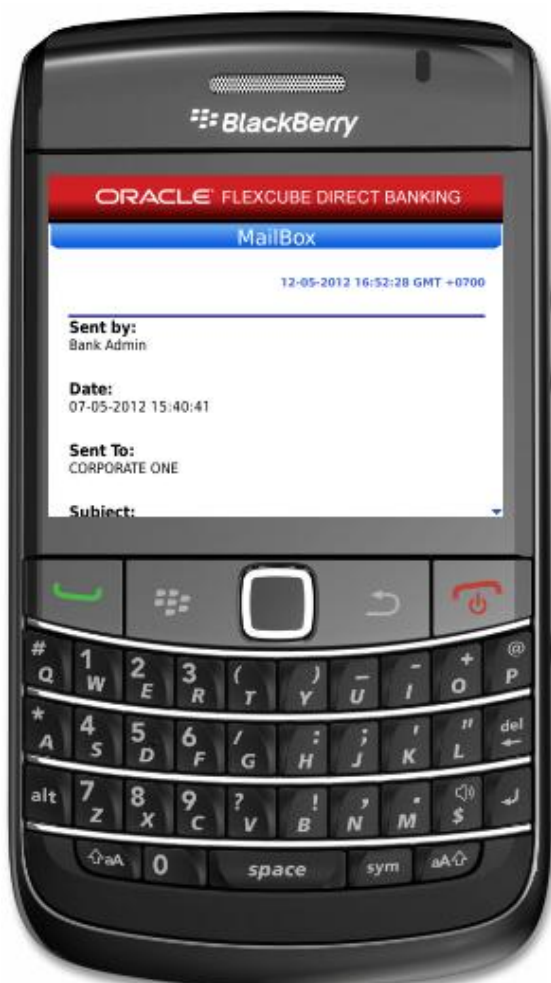 BlackBerry
ORACLE FLEXCUBE DIRECT BANKING
MailBox
12-05-2012 16:52:28 GMT +0700
Sent by:
Bank Admin
Date:
07-05-2012 15:40:41
Sent To:
CORPORATE ONE
Subject:
# 1 2 3 ( ) _ - + @
Q W E R T Y U I O P
* 4 5 6 / : ; ' " del
A S D F G H J K L
alt 7 8 9 ? ! , . $
Z X C V B N M
aA 0 space sym aA